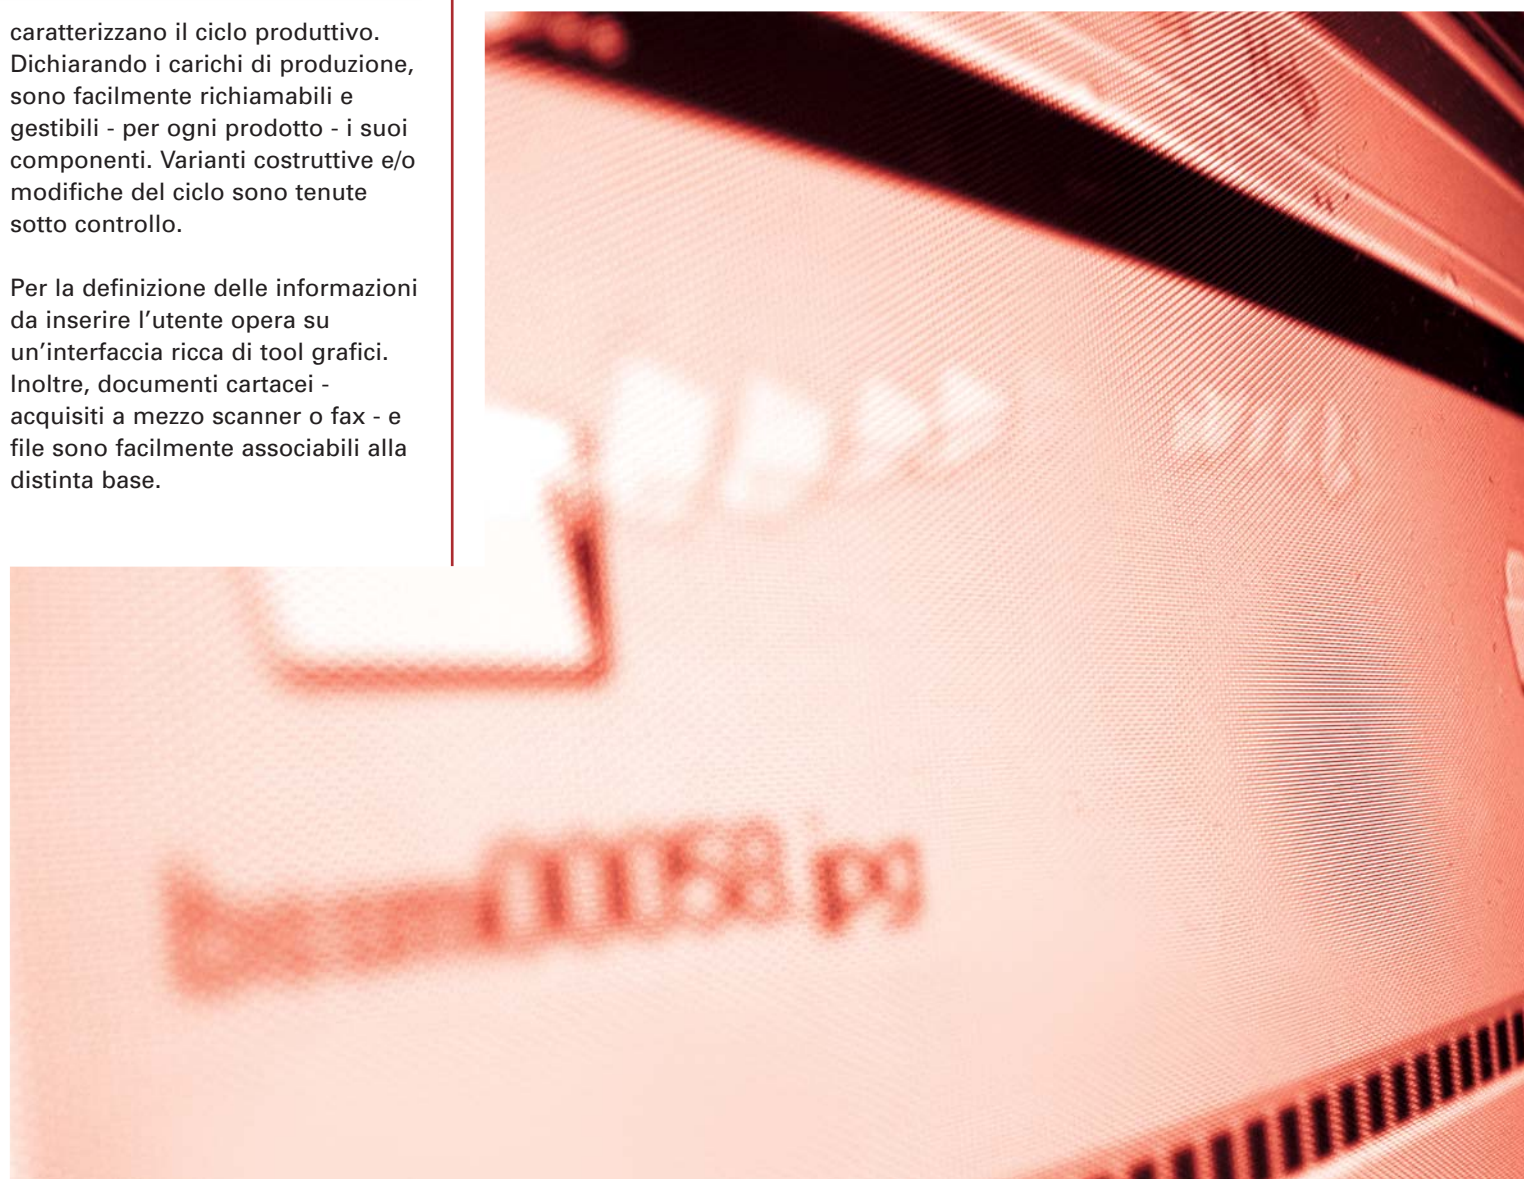 caratterizzano il ciclo produttivo.
Dichiarando i carichi di produzione,
sono facilmente richiamabili e
gestibili - per ogni prodotto - i suoi
componenti. Varianti costruttive e/o
modifiche del ciclo sono tenute
sotto controllo.
Per la definizione delle informazioni
da inserire l’utente opera su
un’interfaccia ricca di tool grafici.
Inoltre, documenti cartacei -
acquisiti a mezzo scanner o fax - e
file sono facilmente associabili alla
distinta base.